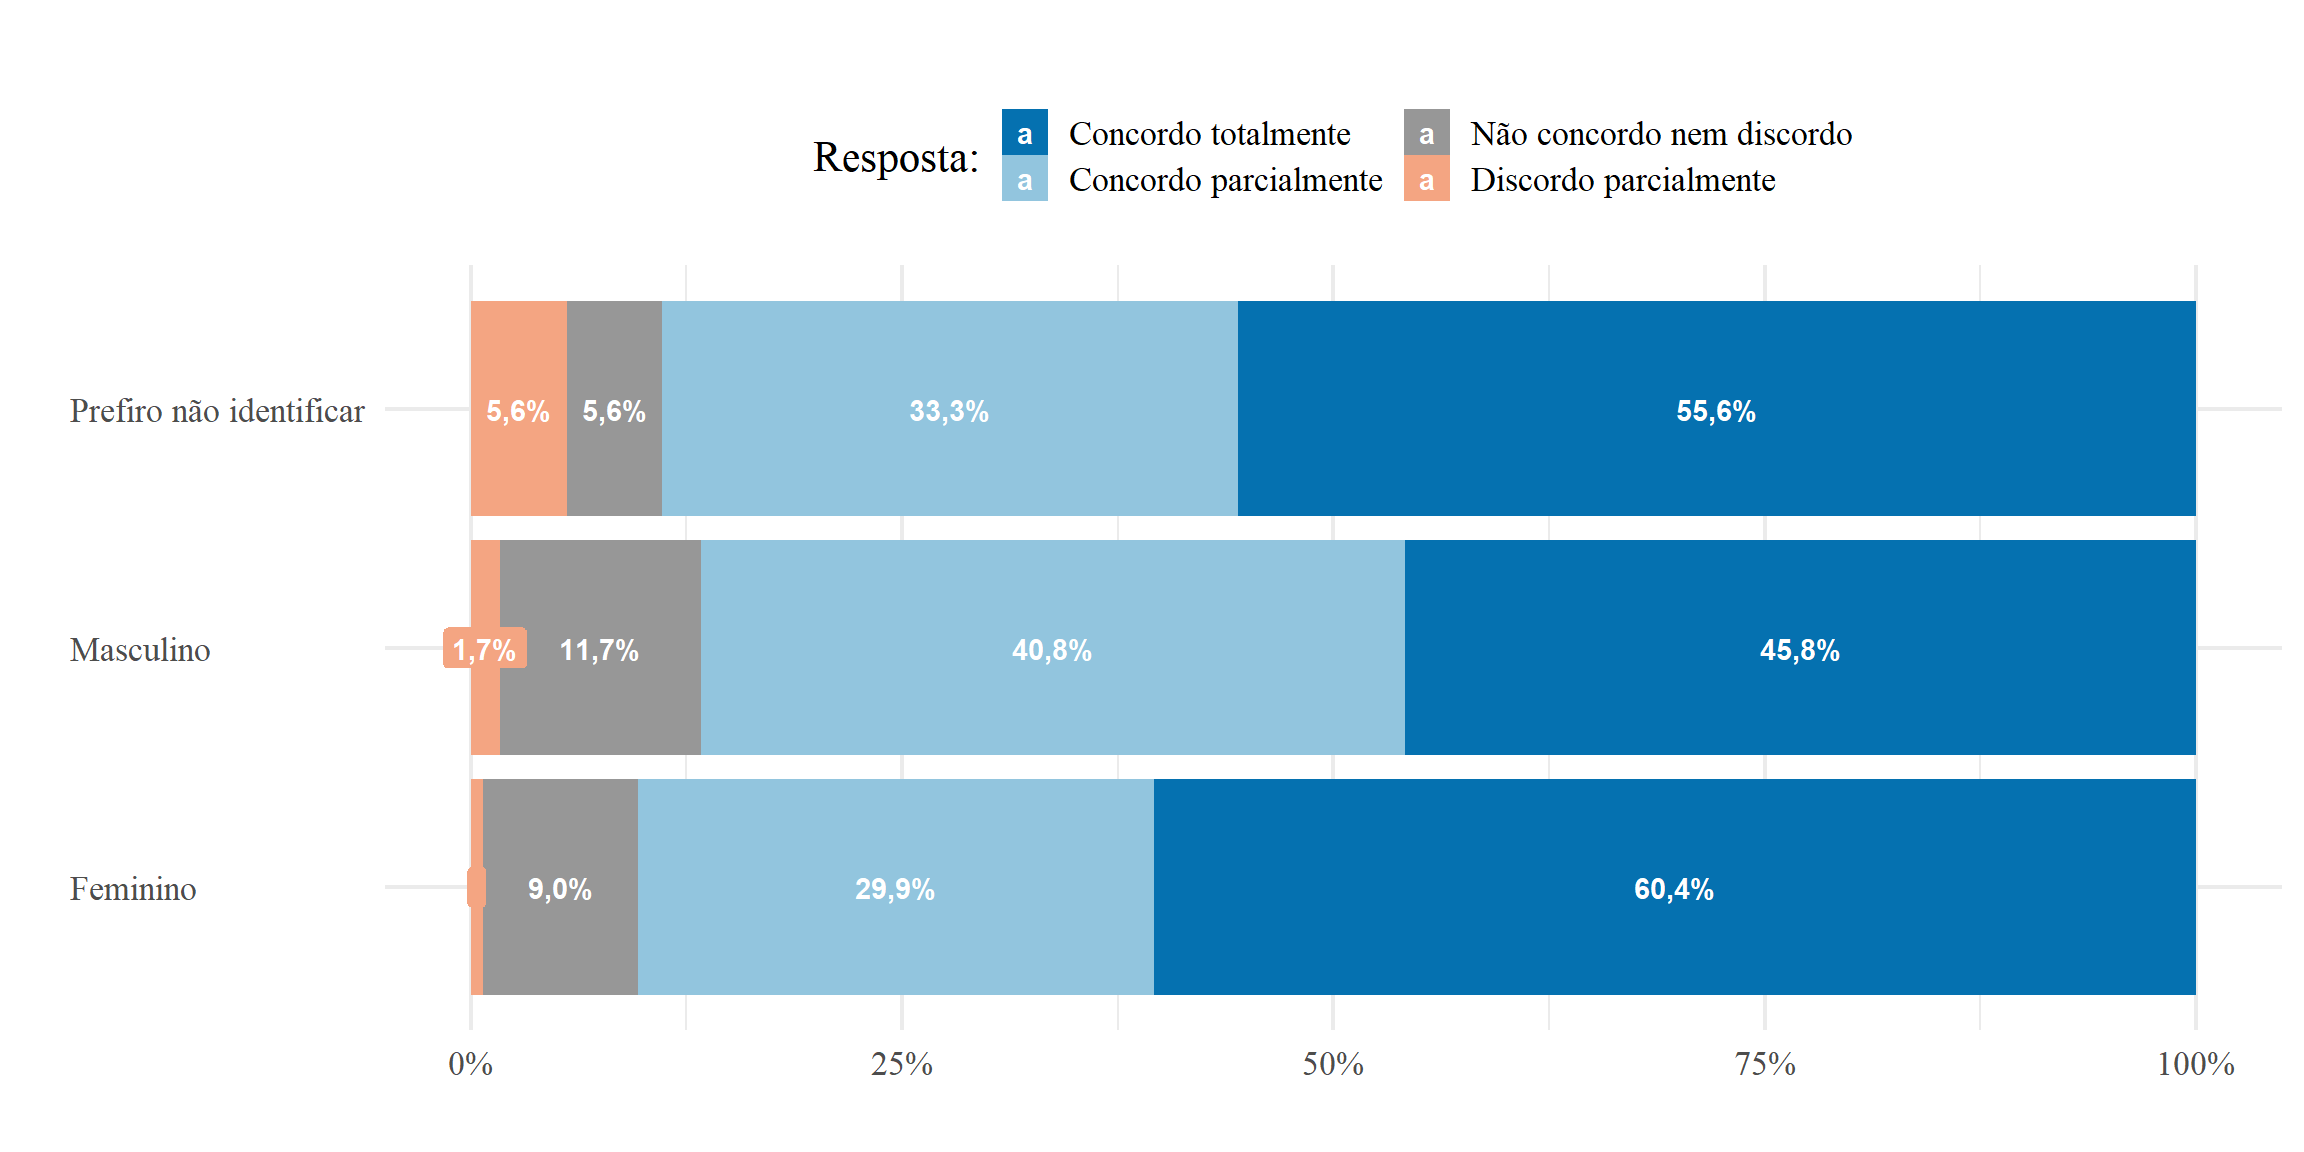 Resposta:
a Concordo totalmente
a Concordo parcialmente
a Não concordo nem discordo
a Discordo parcialmente
Prefiro não identificar 5,6% 5,6% 33,3% 55,6%
Masculino 1,7% 11,7% 40,8% 45,8%
Feminino 9,0% 29,9% 60,4%
0% 25% 50% 75% 100%